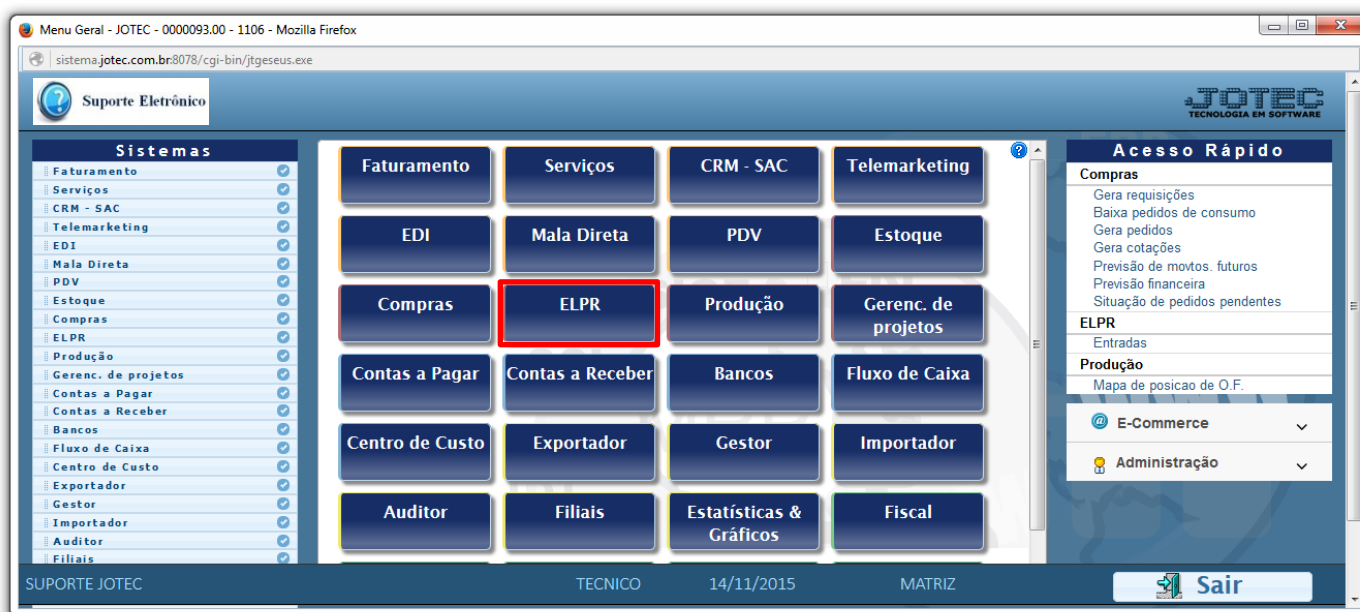 Menu Geral - JOTEC - 0000093.00 - 1106 - Mozilla Firefox
sistema.jotec.com.br:8078/cgi-bin/jtgeseus.exe
Suporte Eletrônico
JOTEC
TECNOLOGIA EM SOFTWARE
Sistemas
Faturamento
Serviços
CRM - SAC
Telemarketing
EDI
Mala Direta
PDV
Estoque
Compras
ELPR
Produção
Gerenc. de projetos
Contas a Pagar
Contas a Receber
Bancos
Fluxo de Caixa
Centro de Custo
Exportador
Gestor
Importador
Auditor
Filiais
Faturamento
Serviços
CRM - SAC
Telemarketing
EDI
Mala Direta
PDV
Estoque
Compras
ELPR
Produção
Gerenc. de
projetos
Contas a Pagar
Contas a Receber
Bancos
Fluxo de Caixa
Centro de Custo
Exportador
Gestor
Importador
Auditor
Filiais
Estatísticas &
Gráficos
Fiscal
Acesso Rápido
Compras
Gera requisições
Baixa pedidos de consumo
Gera pedidos
Gera cotações
Previsão de movtos. futuros
Previsão financeira
Situação de pedidos pendentes
ELPR
Entradas
Produção
Mapa de posicao de O.F.
E-Commerce
Administração
SUPORTE JOTEC
TECNICO
14/11/2015
MATRIZ
Sair